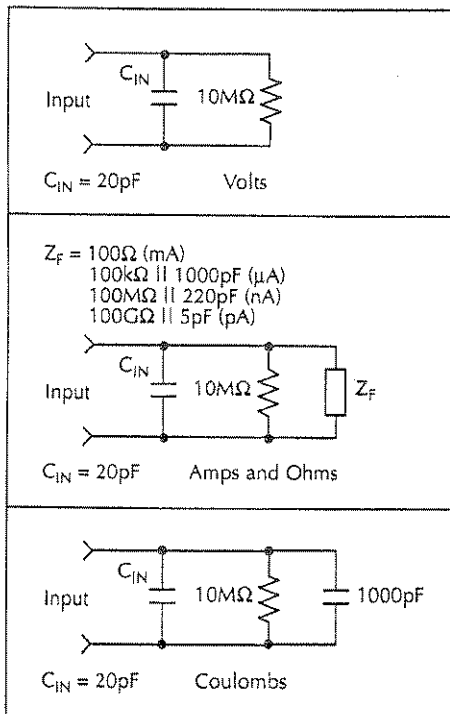 C_IN
Input
10MΩ
C_IN = 20pF Volts
Z_F = 100Ω (mA)
100kΩ || 1000pF (μA)
100MΩ || 220pF (nA)
100GΩ || 5pF (pA)
C_IN
Input
10MΩ
Z_F
C_IN = 20pF Amps and Ohms
C_IN
Input
10MΩ
1000pF
C_IN = 20pF Coulombs